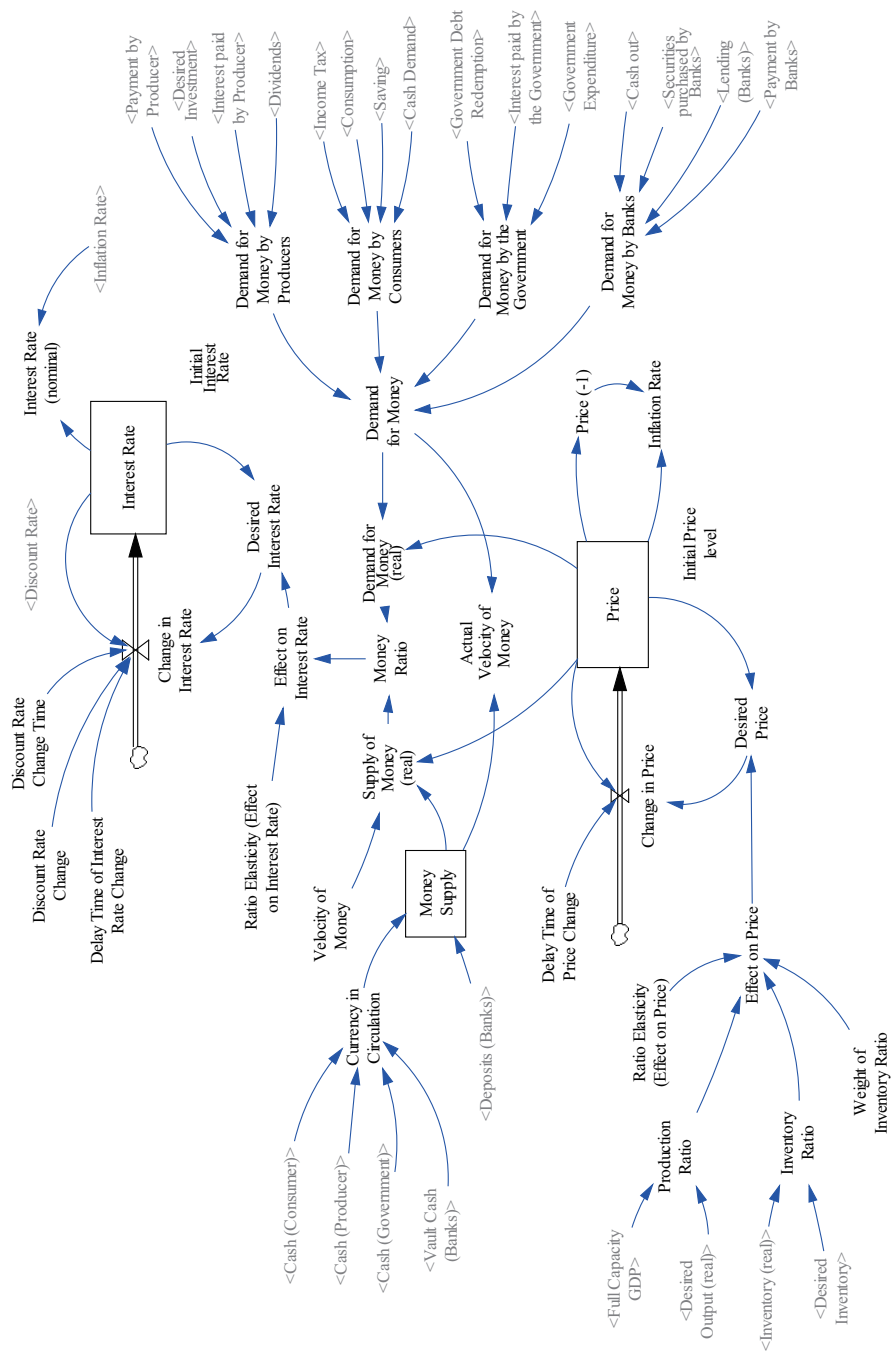 Discount Rate
Change Time
<Discount Rate>
Interest Rate
(nominal)
<Inflation Rate>
Discount Rate
Change
Delay Time of Interest
Rate Change
Change in
Interest Rate
Interest Rate
Initial
Interest
Rate
<Payment by
Producer>
<Desired
Investment>
<Interest paid
by Producer>
<Dividends>
Demand for
Money by
Producers
Ratio Elasticity (Effect
on Interest Rate)
Effect on
Interest Rate
Desired
Interest Rate
<Income Tax>
<Consumption>
<Saving>
<Cash Demand>
Demand for
Money by
Consumers
<Cash (Consumer)>
<Cash (Producer)>
<Cash (Government)>
<Vault Cash
(Banks)>
Currency in
Circulation
Velocity of
Money
Supply of
Money
(real)
Money
Ratio
Demand for
Money
(real)
Demand
for Money
Money
Supply
<Deposits (Banks)>
Actual
Velocity of
Money
<Government Debt
Redemption>
<Interest paid by
the Government>
<Government
Expenditure>
Demand for
Money by the
Government
Delay Time of
Price Change
Change in Price
Price
Price (-1)
Inflation Rate
Initial Price
level
<Cash out>
<Securities
purchased by
Banks>
<Lending
(Banks)>
<Payment by
Banks>
Demand for
Money by Banks
<Full Capacity
GDP>
<Desired
Output (real)>
Production
Ratio
Ratio Elasticity
(Effect on Price)
Effect on Price
Desired
Price
<Inventory (real)>
<Desired
Inventory>
Inventory
Ratio
Weight of
Inventory Ratio